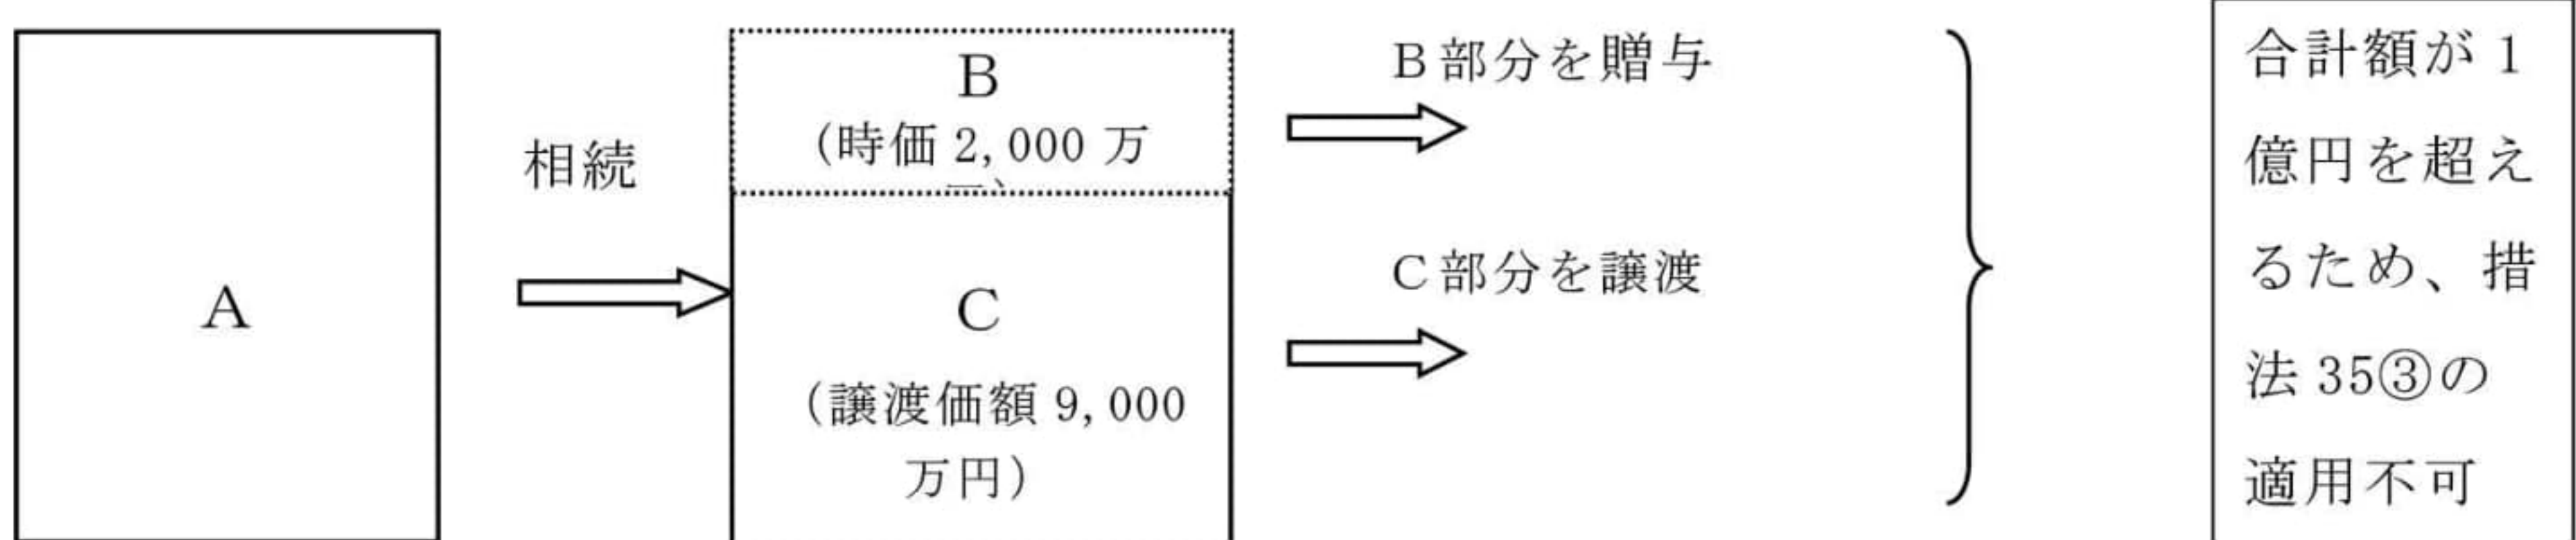 A
相続
B
(時価 2,000 万
C
(譲渡価額 9,000
万円)
B部分を贈与
C部分を譲渡
合計額が 1
億円を超え
るため、措
法 35③の
適用不可